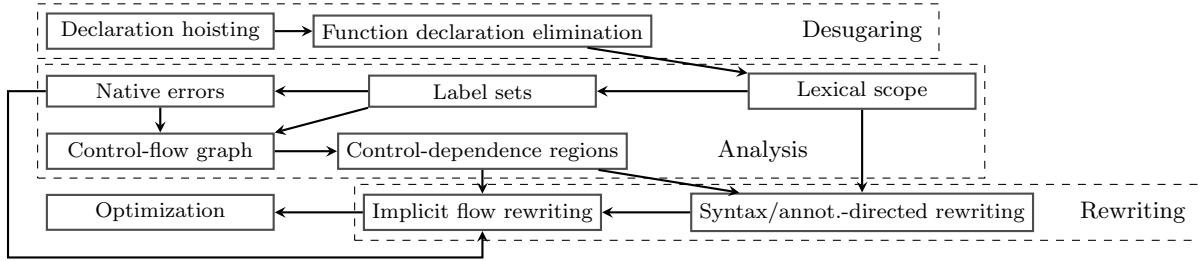 Declaration hoisting
Function declaration elimination
Desugaring
Native errors
Label sets
Lexical scope
Control-flow graph
Control-dependence regions
Analysis
Optimization
Implicit flow rewriting
Syntax/annot.-directed rewriting
Rewriting